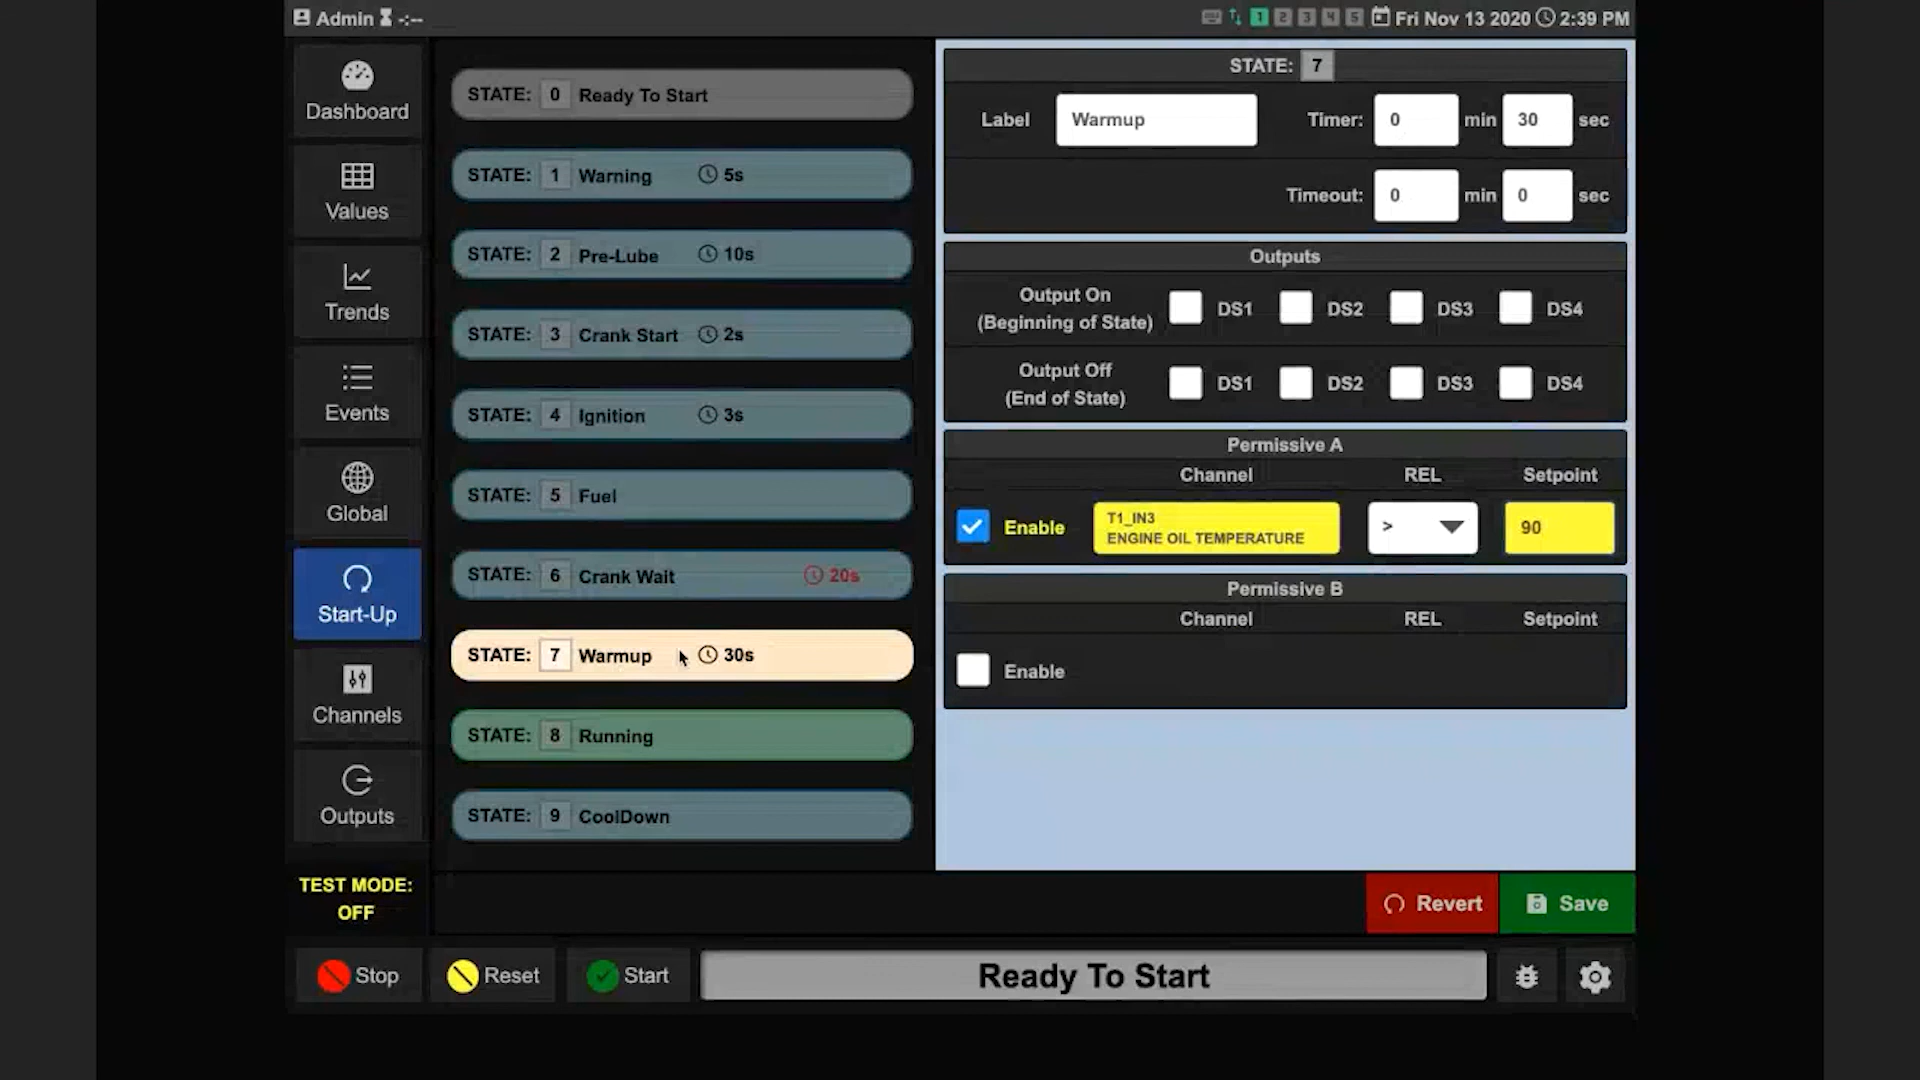 Admin -:--
1 2 3 4 5 Fri Nov 13 2020 2:39 PM
Dashboard
Values
Trends
Events
Global
Start-Up
Channels
Outputs
TEST MODE:
OFF
STATE: 0 Ready To Start
STATE: 1 Warning 5s
STATE: 2 Pre-Lube 10s
STATE: 3 Crank Start 2s
STATE: 4 Ignition 3s
STATE: 5 Fuel
STATE: 6 Crank Wait 20s
STATE: 7 Warmup 30s
STATE: 8 Running
STATE: 9 CoolDown
STATE: 7
Label Warmup Timer: 0 min 30 sec
Timeout: 0 min 0 sec
Outputs
Output On
(Beginning of State) DS1 DS2 DS3 DS4
Output Off
(End of State) DS1 DS2 DS3 DS4
Permissive A
Channel REL Setpoint
Enable T1_IN3
ENGINE OIL TEMPERATURE > 90
Permissive B
Channel REL Setpoint
Enable
Revert Save
Stop Reset Start Ready To Start